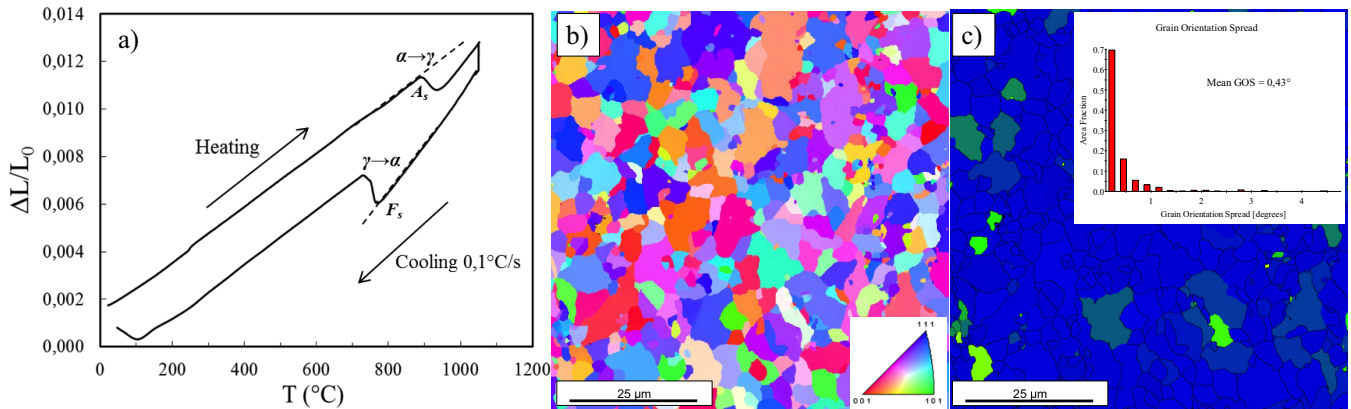 a)
0,014
0,012
0,010
0,008
0,006
0,004
0,002
0,000
ΔL/L0
0
200
400
600
800
1000
1200
T (°C)
α→γ
As
Heating
γ→α
Fs
Cooling 0,1°C/s
b)
25 µm
111
001
101
c)
Grain Orientation Spread
Mean GOS = 0,43°
Area Fraction
0.7
0.6
0.5
0.4
0.3
0.2
0.1
0.0
1
2
3
4
Grain Orientation Spread [degrees]
25 µm